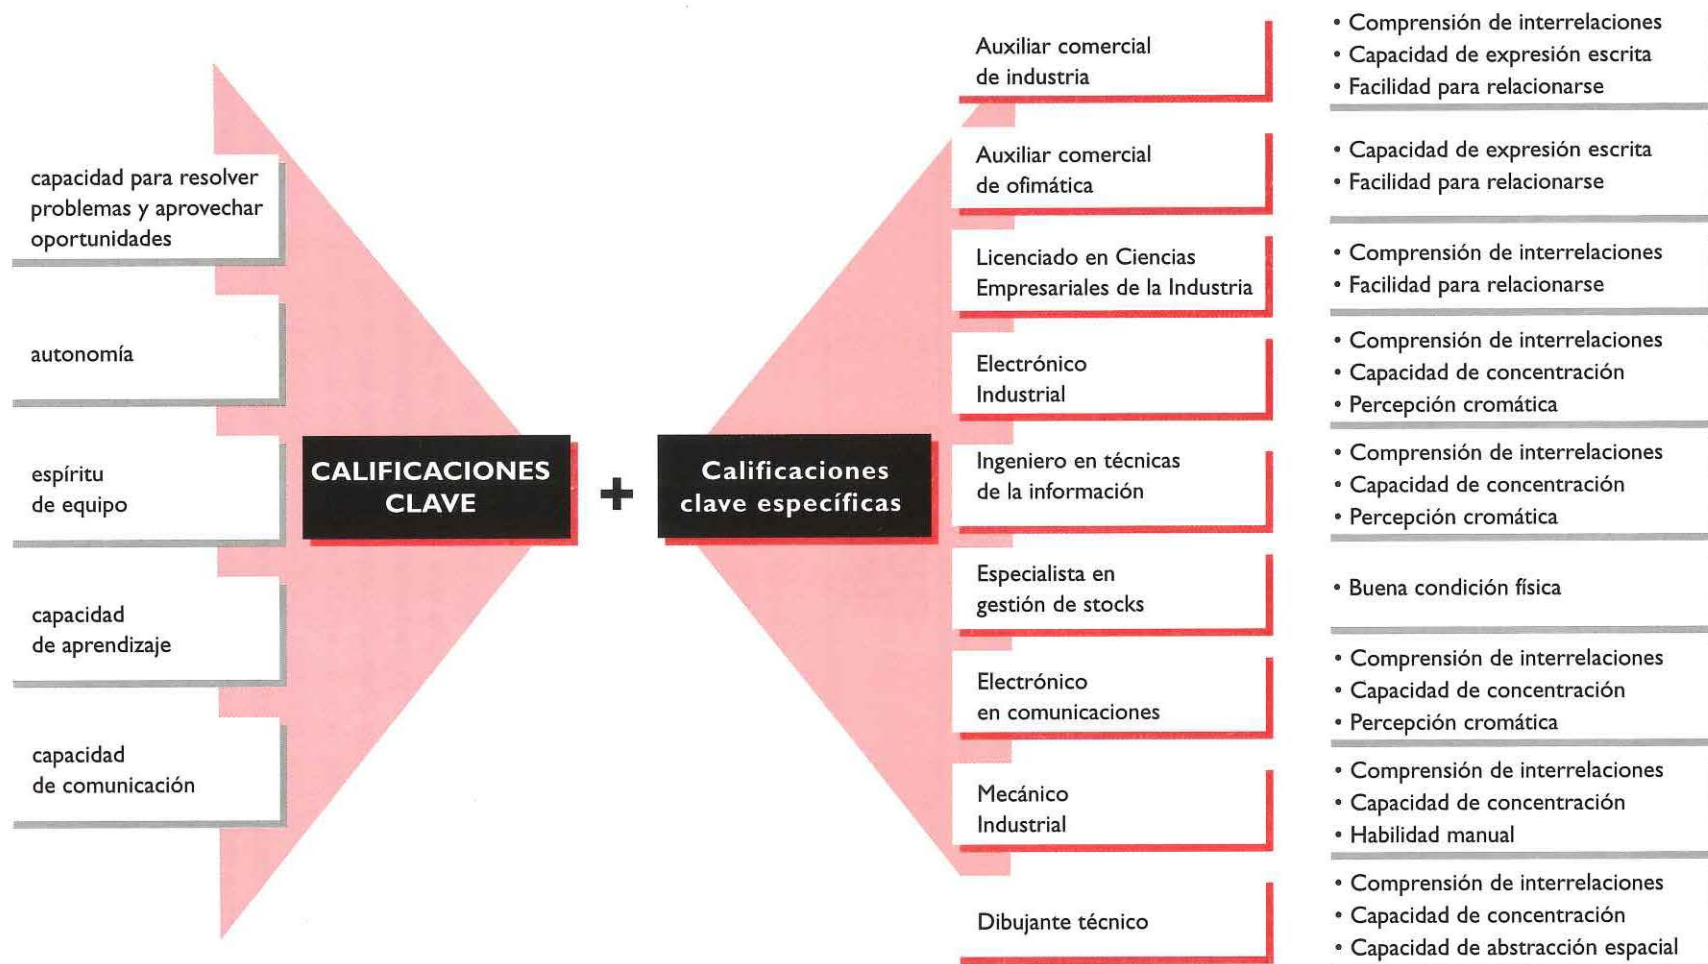 capacidad para resolver
problemas y aprovechar
oportunidades
autonomía
espíritu
de equipo
capacidad
de aprendizaje
capacidad
de comunicación
CALIFICACIONES
CLAVE
+
Calificaciones
clave específicas
Auxiliar comercial
de industria
• Comprensión de interrelaciones
• Capacidad de expresión escrita
• Facilidad para relacionarse
Auxiliar comercial
de ofimática
• Capacidad de expresión escrita
• Facilidad para relacionarse
Licenciado en Ciencias
Empresariales de la Industria
• Comprensión de interrelaciones
• Facilidad para relacionarse
Electrónico
Industrial
• Comprensión de interrelaciones
• Capacidad de concentración
• Percepción cromática
Ingeniero en técnicas
de la información
• Comprensión de interrelaciones
• Capacidad de concentración
• Percepción cromática
Especialista en
gestión de stocks
• Buena condición física
Electrónico
en comunicaciones
• Comprensión de interrelaciones
• Capacidad de concentración
• Percepción cromática
Mecánico
Industrial
• Comprensión de interrelaciones
• Capacidad de concentración
• Habilidad manual
Dibujante técnico
• Comprensión de interrelaciones
• Capacidad de concentración
• Capacidad de abstracción espacial